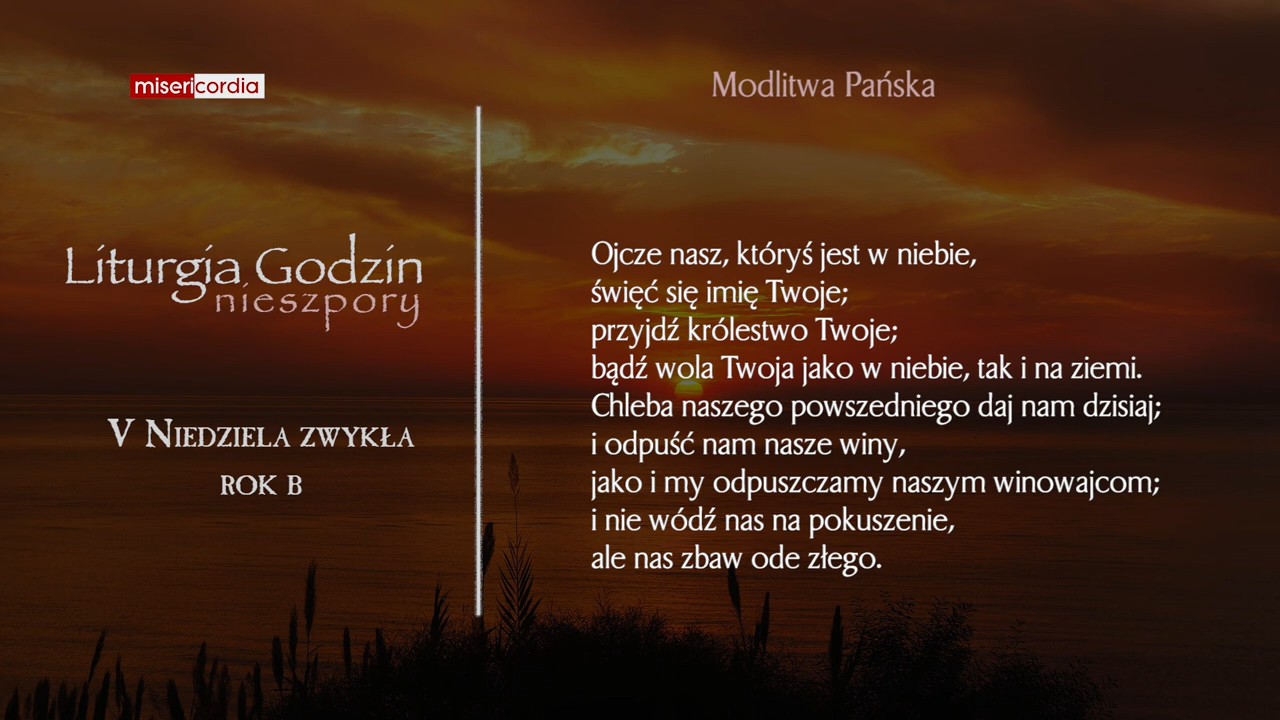 misericordia
Liturgia Godzin
nieszpory
V Niedziela zwykła
rok B
Modlitwa Pańska
Ojcze nasz, któryś jest w niebie,
święć się imię Twoje;
przyjdź królestwo Twoje;
bądź wola Twoja jako w niebie, tak i na ziemi.
Chleba naszego powszedniego daj nam dzisiaj;
i odpuść nam nasze winy,
jako i my odpuszczamy naszym winowajcom;
i nie wódź nas na pokuszenie,
ale nas zbaw ode złego.